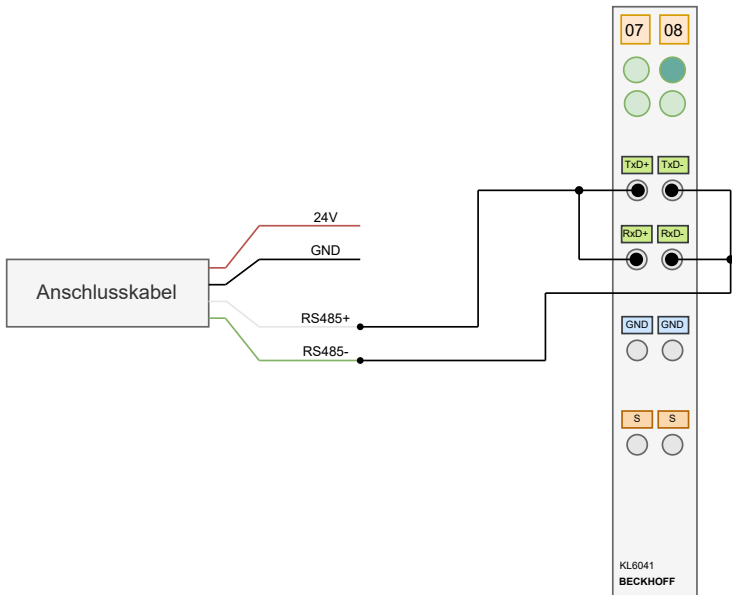 07 08
TxD+ TxD-
24V
RxD+ RxD-
GND
Anschlusskabel
RS485+
GND GND
RS485-
S S
KL6041
BECKHOFF